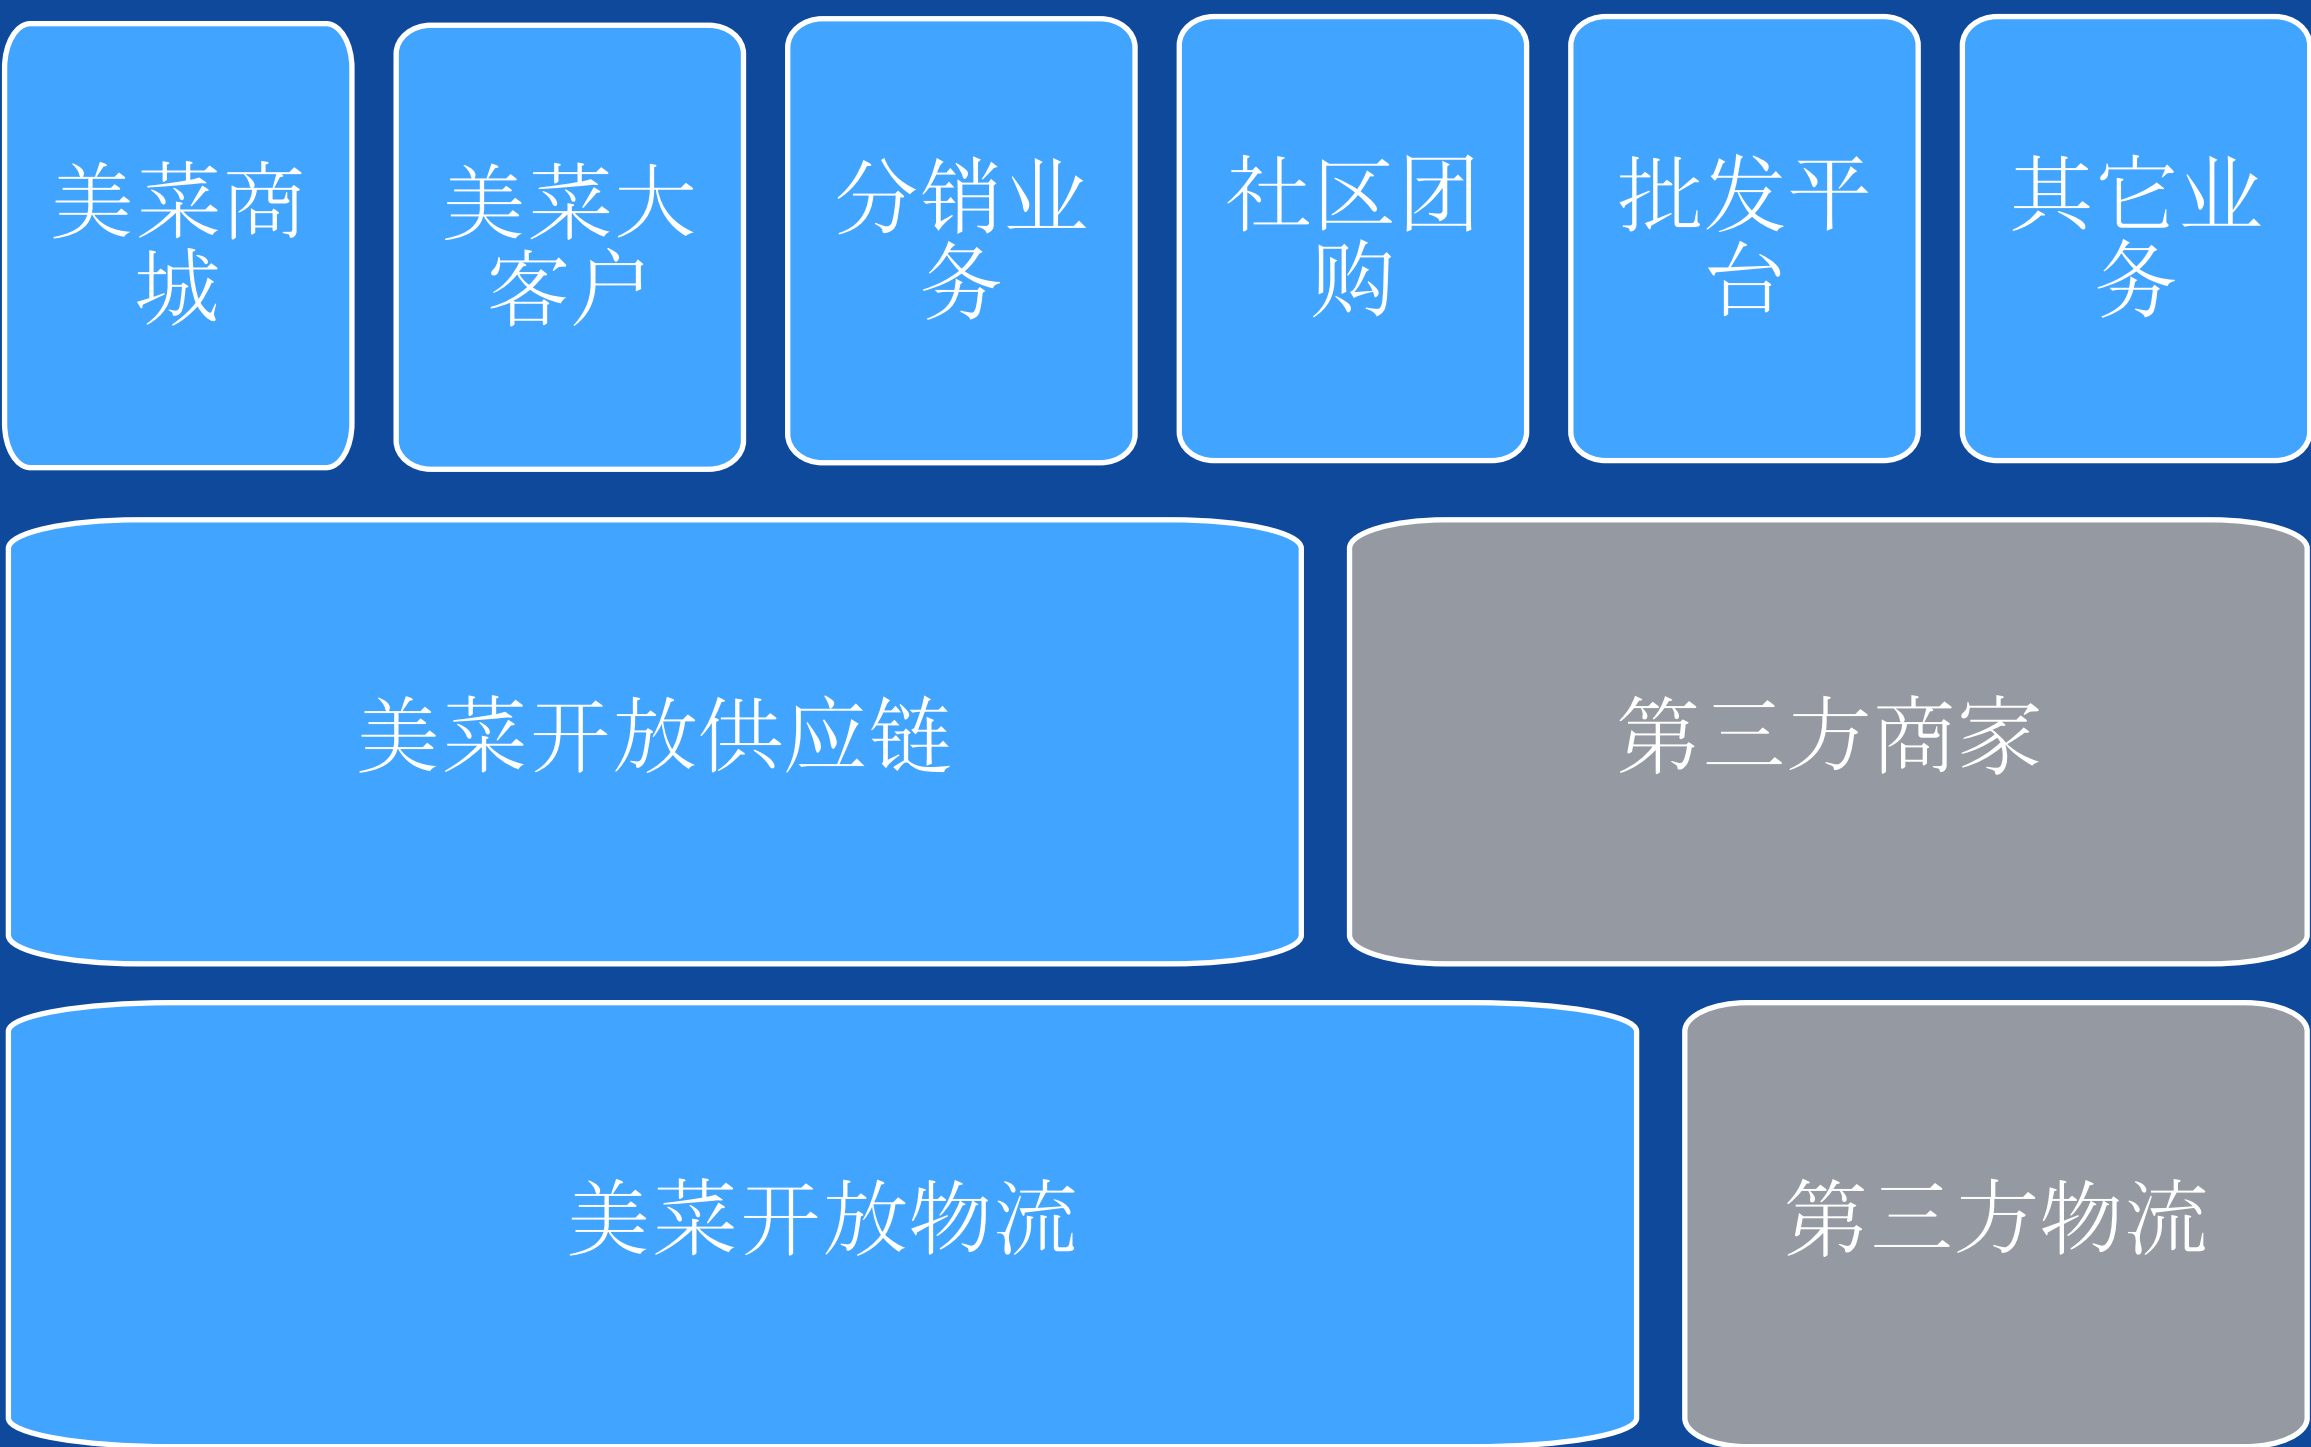 美菜商
城
美菜大
客户
分销业
务
社区团
购
批发平
台
其它业
务
美菜开放供应链
第三方商家
美菜开放物流
第三方物流